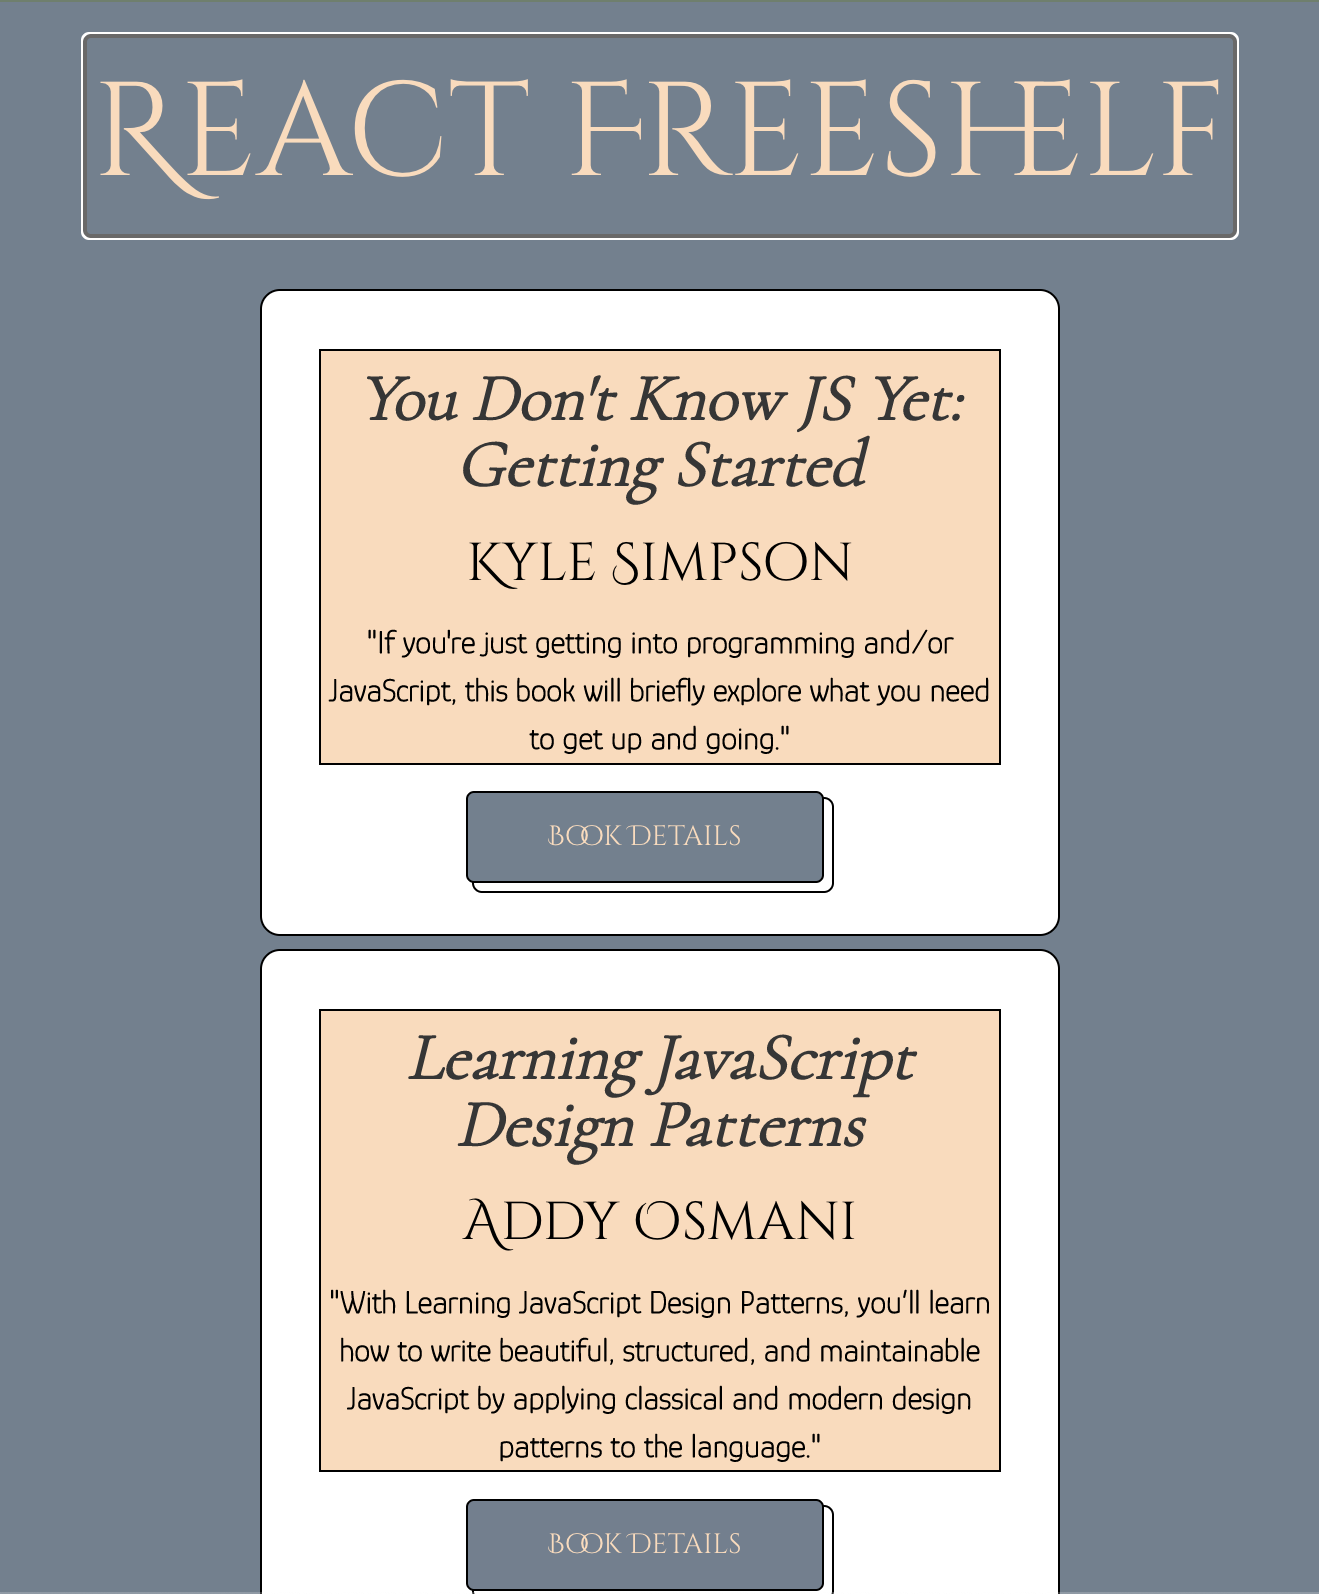 React Freeshelf
You Don't Know JS Yet:
Getting Started
Kyle Simpson
"If you're just getting into programming and/or
JavaScript, this book will briefly explore what you need
to get up and going."
Book Details
Learning JavaScript
Design Patterns
Addy Osmani
"With Learning JavaScript Design Patterns, you’ll learn
how to write beautiful, structured, and maintainable
JavaScript by applying classical and modern design
patterns to the language."
Book Details